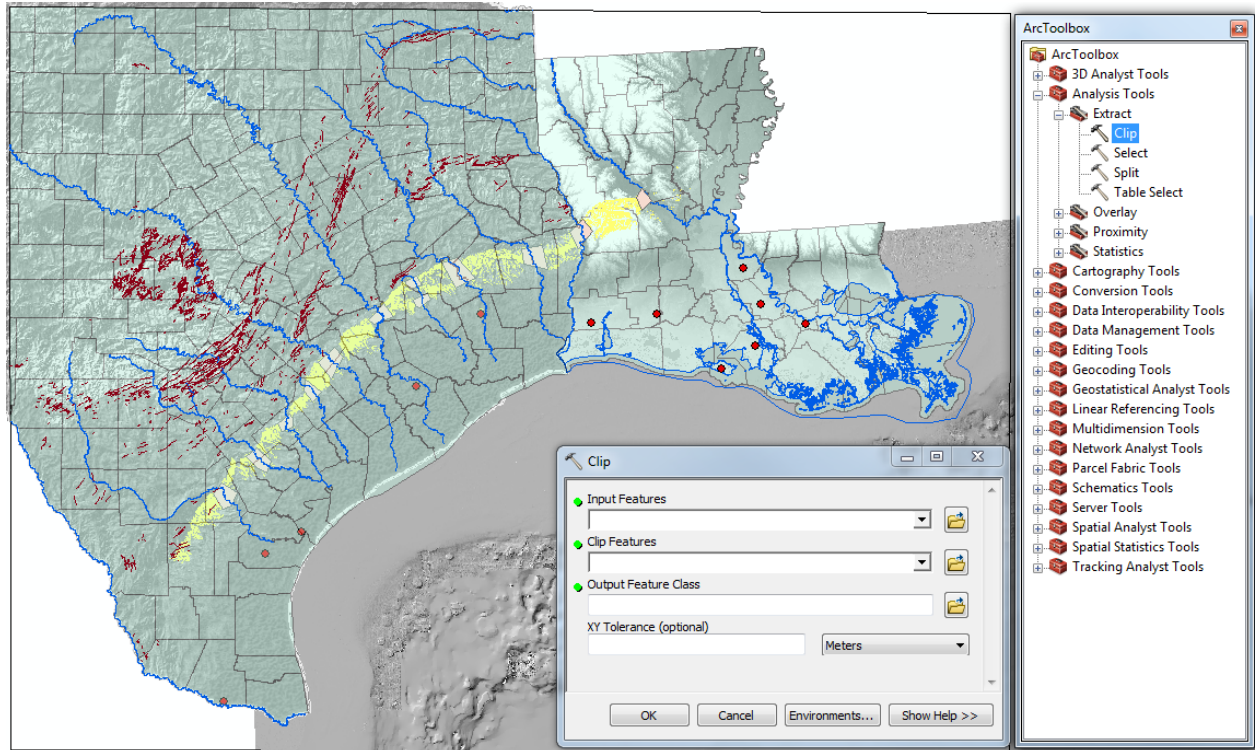 ArcToolbox
ArcToolbox
3D Analyst Tools
Analysis Tools
Extract
Clip
Select
Split
Table Select
Overlay
Proximity
Statistics
Cartography Tools
Conversion Tools
Data Interoperability Tools
Data Management Tools
Editing Tools
Geocoding Tools
Geostatistical Analyst Tools
Linear Referencing Tools
Multidimension Tools
Network Analyst Tools
Parcel Fabric Tools
Schematics Tools
Server Tools
Spatial Analyst Tools
Spatial Statistics Tools
Tracking Analyst Tools
Clip
Input Features
Clip Features
Output Feature Class
XY Tolerance (optional)
Meters
OK Cancel Environments... Show Help >>